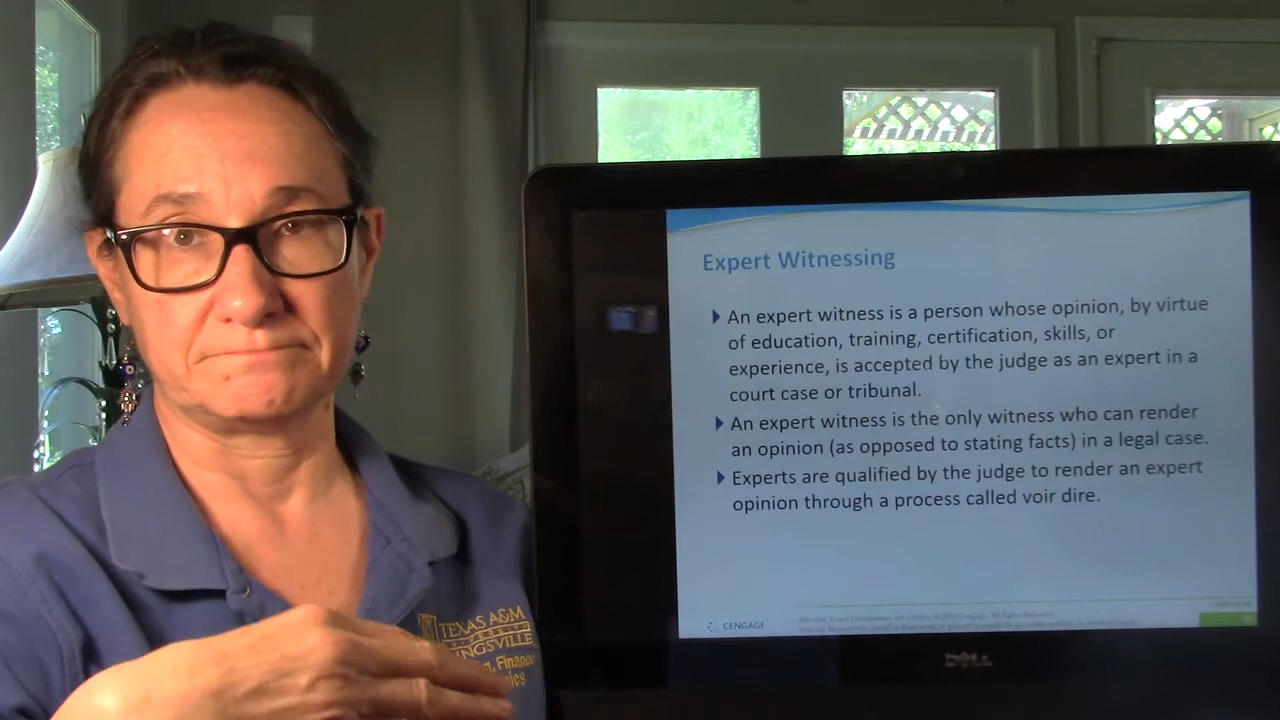 Expert Witnessing
An expert witness is a person whose opinion, by virtue
of education, training, certification, skills, or
experience, is accepted by the judge as an expert in a
court case or tribunal.
An expert witness is the only witness who can render
an opinion (as opposed to stating facts) in a legal case.
Experts are qualified by the judge to render an expert
opinion through a process called voir dire.
CENGAGE
DELL
TEXAS A&M
KINGSVILLE
Finance